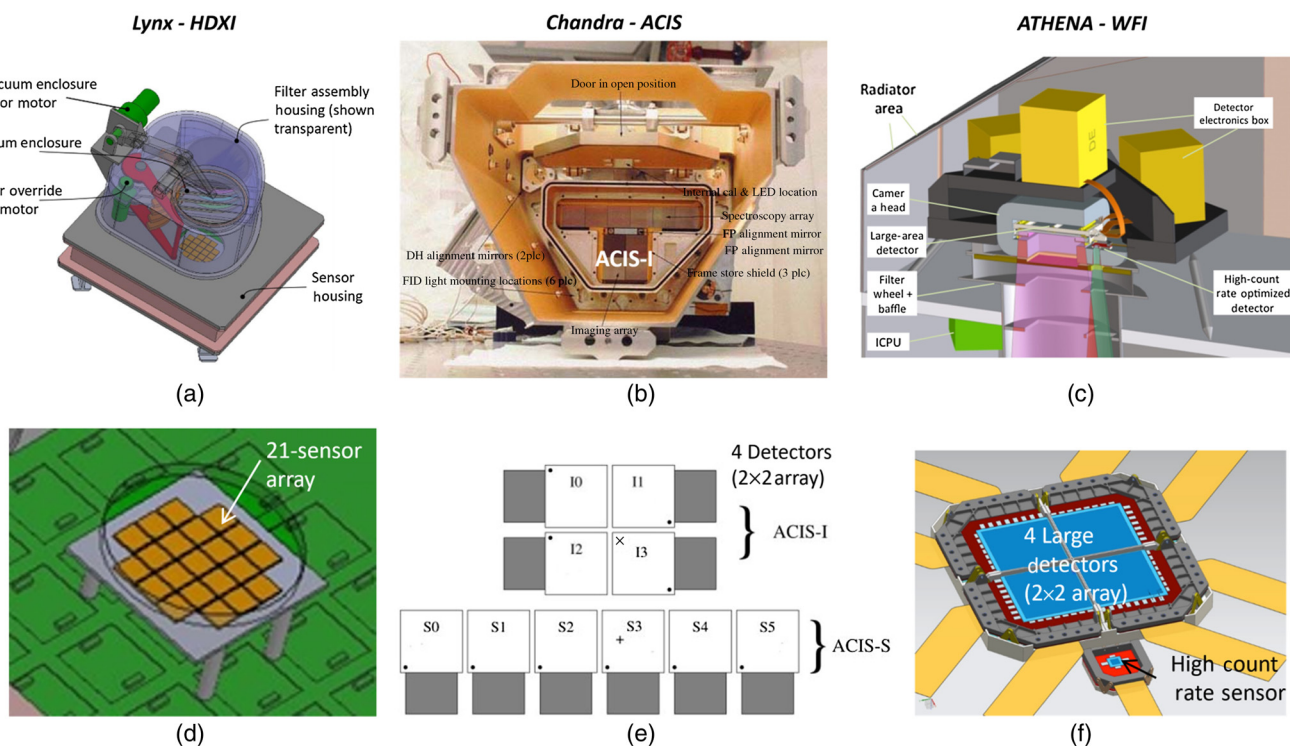 Lynx - HDXI
Chandra - ACIS
ATHENA - WFI
cuum enclosure
or motor
Filter assembly
housing (shown
transparent)
um enclosure
r override
motor
Sensor
housing
(a)
Door in open position
Internal cal & LED location
Spectroscopy array
FP alignment mirror
FP alignment mirror
DH alignment mirrors (2plc)
ACIS-I
Frame store shield (3 plc)
FID light mounting locations (6 plc)
Imaging array
(b)
Radiator
area
Detector
electronics box
DE
Camer
a head
Large-area
detector
Filter
wheel +
baffle
High-count
rate optimized
detector
ICPU
(c)
21-sensor
array
(d)
4 Detectors
(2×2 array)
I0
I1
I2
I3
ACIS-I
S0
S1
S2
S3
S4
S5
ACIS-S
(e)
4 Large
detectors
(2×2 array)
High count
rate sensor
(f)